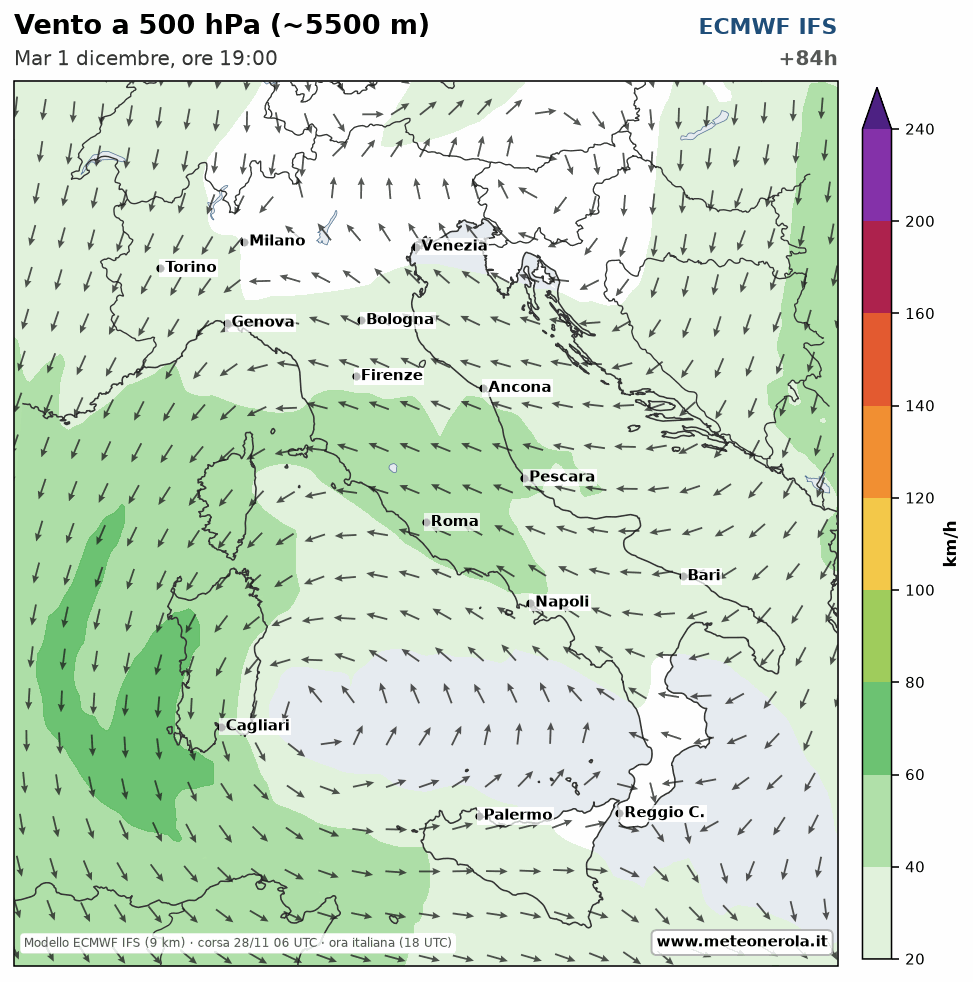 Vento a 500 hPa (~5500 m)
ECMWF IFS
Mar 1 dicembre, ore 19:00
+84h
Milano
Venezia
Torino
Genova
Bologna
Firenze
Ancona
Pescara
Roma
Bari
Napoli
Cagliari
Palermo
Reggio C.
240
200
160
140
120
100
80
60
40
20
km/h
Modello ECMWF IFS (9 km) · corsa 28/11 06 UTC · ora italiana (18 UTC)
www.meteonerola.it